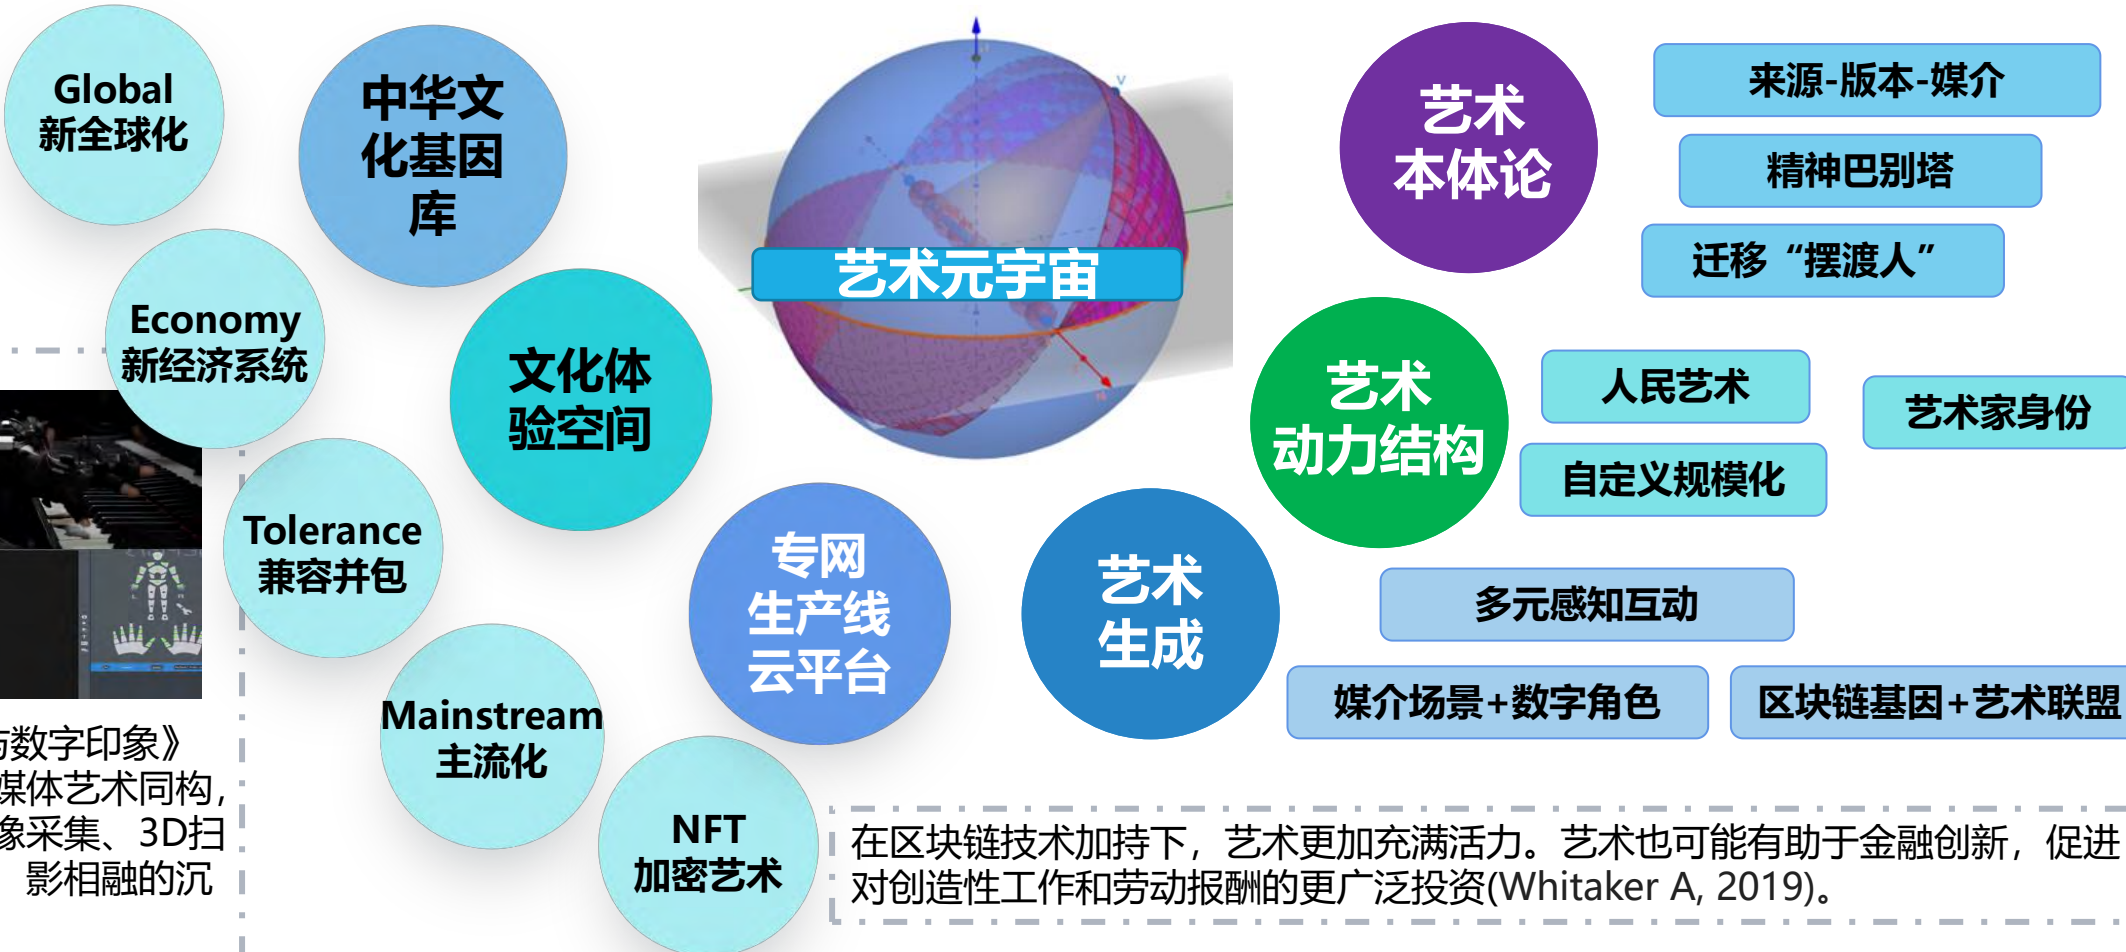 Global
新全球化
Economy
新经济系统
Tolerance
兼容并包
Mainstream
主流化
NFT
加密艺术
中华文
化基因
库
文化体
验空间
专网
生产线
云平台
艺术元宇宙
艺术
本体论
来源-版本-媒介
精神巴别塔
迁移“摆渡人”
艺术
动力结构
人民艺术
自定义规模化
艺术家身份
艺术
生成
多元感知互动
媒介场景+数字角色
区块链基因+艺术联盟
数字印象》
媒体艺术同构,
像采集、3D扫
影相融的沉
在区块链技术加持下，艺术更加充满活力。艺术也可能有助于金融创新，促进
对创造性工作和劳动报酬的更广泛投资(Whitaker A, 2019)。